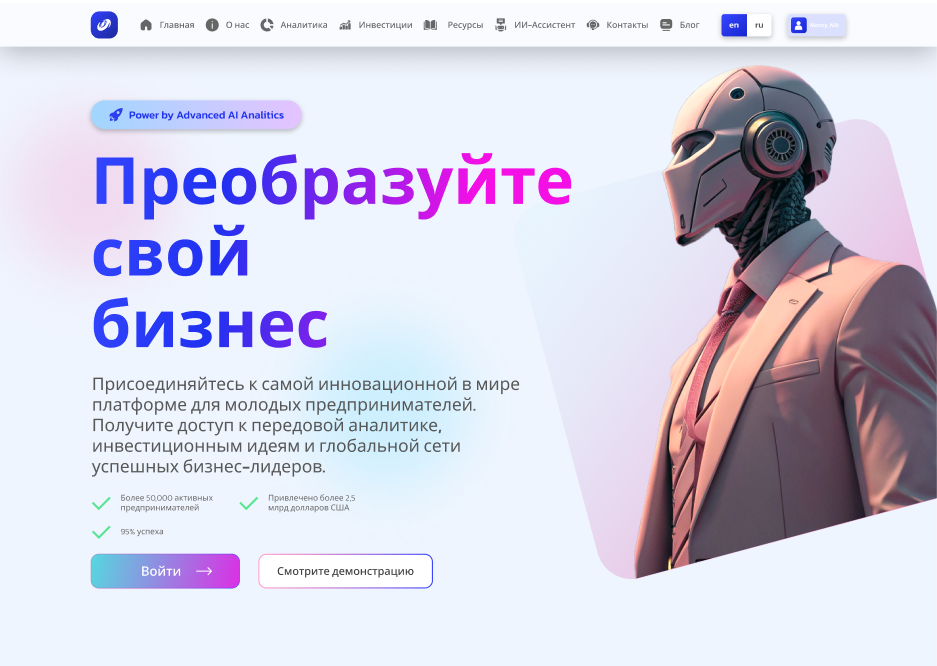 Главная
О нас
Аналитика
Инвестиции
Ресурсы
ИИ-Ассистент
Контакты
Блог
en
ru
Power by Advanced AI Analitics
Преобразуйте
свой
бизнес
Присоединяйтесь к самой инновационной в мире
платформе для молодых предпринимателей.
Получите доступ к передовой аналитике,
инвестиционным идеям и глобальной сети
успешных бизнес-лидеров.
Более 50,000 активных
предпринимателей
Привлечено более 2,5
млрд долларов США
95% успеха
Войти
Смотрите демонстрацию